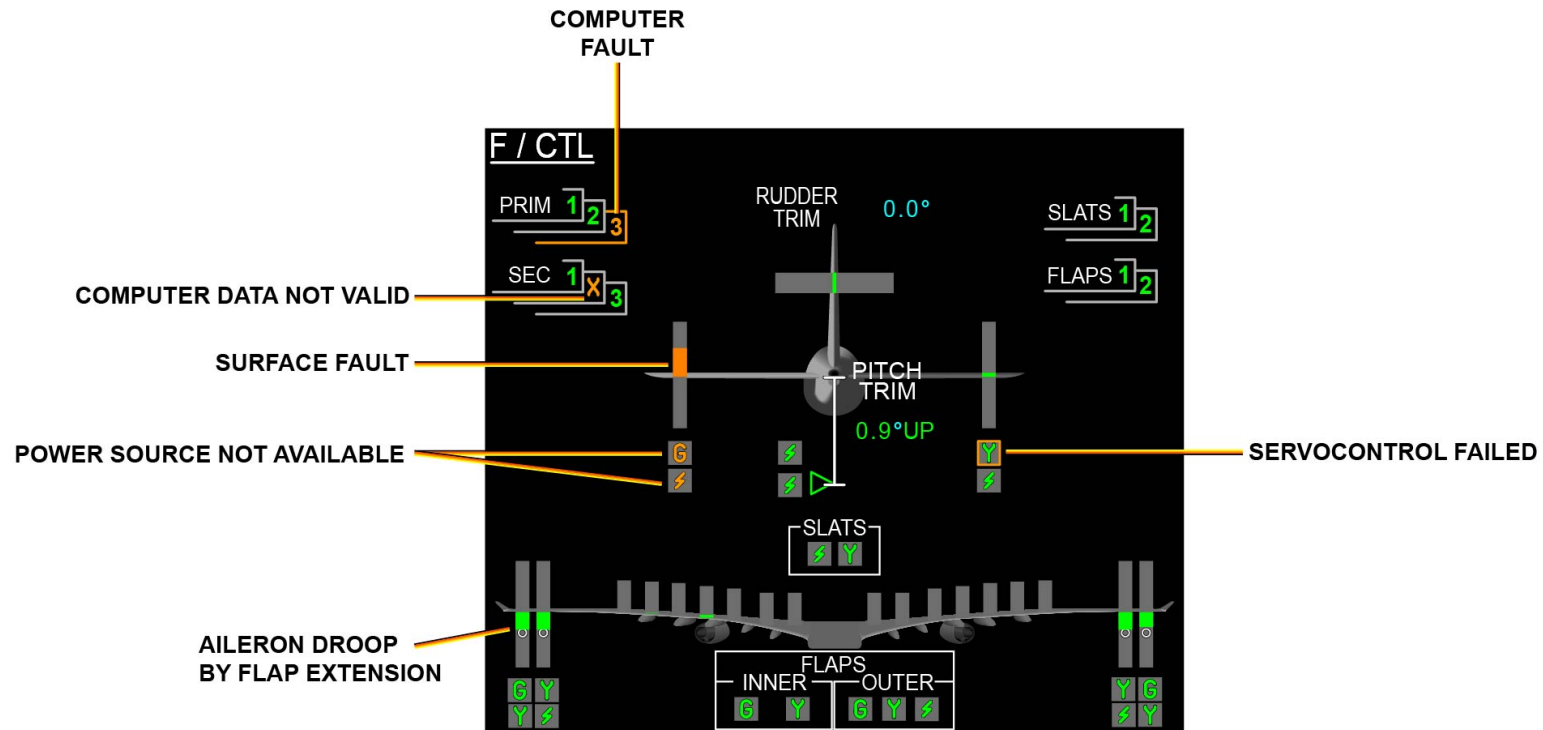 COMPUTER
FAULT
F / CTL
PRIM 1 2 3
RUDDER
TRIM
0.0°
SLATS 1 2
SEC 1 X 3
FLAPS 1 2
COMPUTER DATA NOT VALID
SURFACE FAULT
PITCH
TRIM
0.9°UP
POWER SOURCE NOT AVAILABLE
G
Y
SERVOCONTROL FAILED
SLATS
Y
AILERON DROOP
BY FLAP EXTENSION
FLAPS
INNER OUTER
G Y
G Y
G Y
Y
Y G
Y